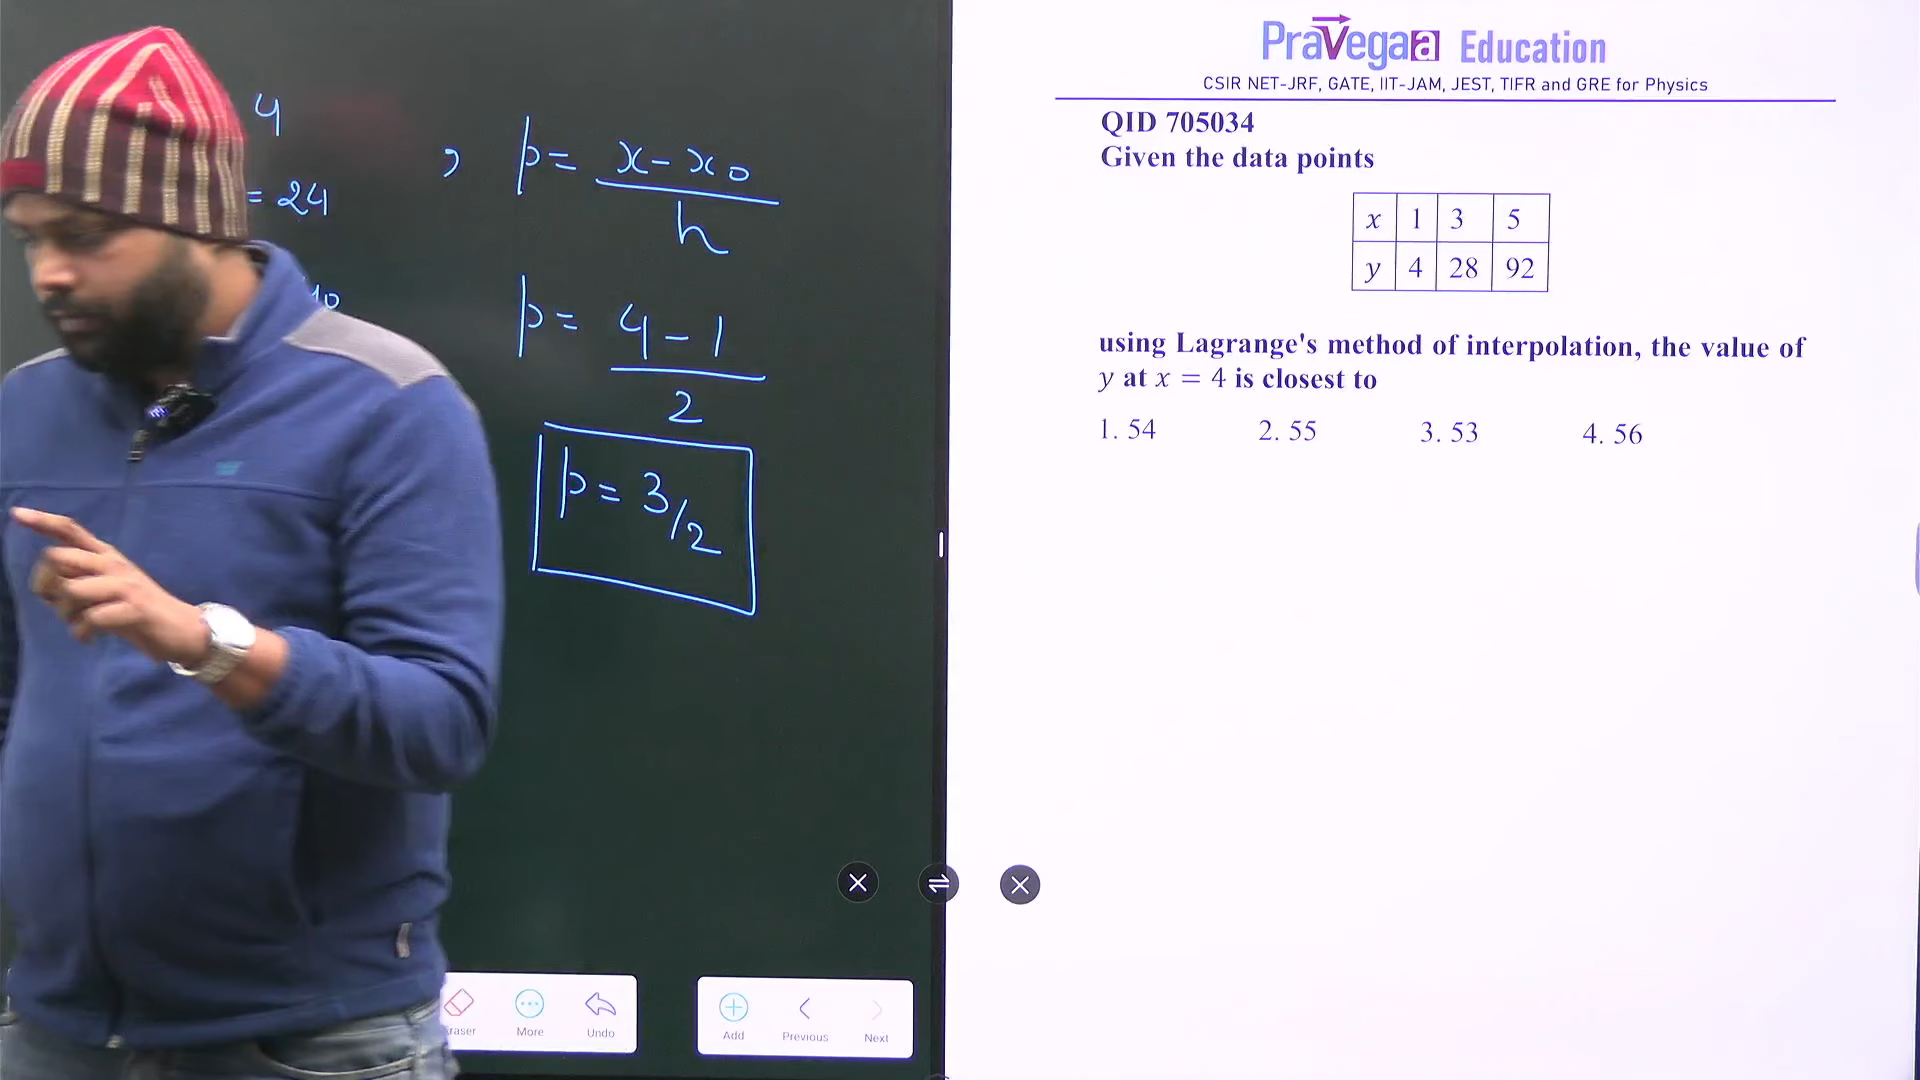 4
= 24
, p = x - x0 / h
p = 4 - 1 / 2
p = 3/2
Pravegaa Education
CSIR NET-JRF, GATE, IIT-JAM, JEST, TIFR and GRE for Physics
QID 705034
Given the data points
x 1 3 5
y 4 28 92
using Lagrange's method of interpolation, the value of
y at x = 4 is closest to
1. 54 2. 55 3. 53 4. 56
More Undo Add Previous Next